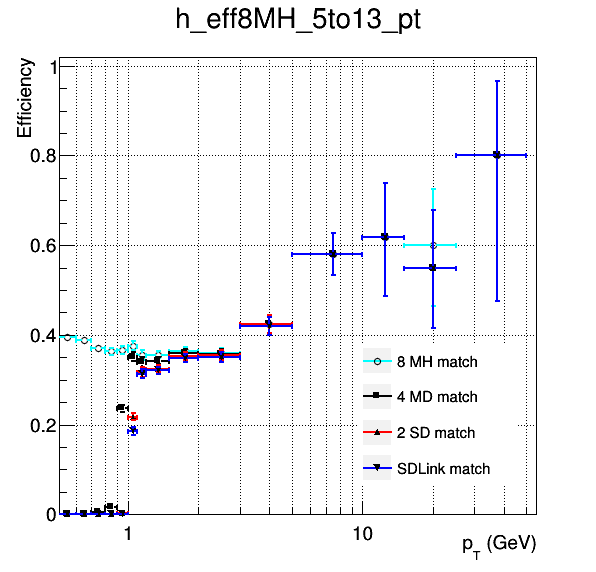 h_eff8MH_5to13_pt
Efficiency
1
0.8
0.6
0.4
0.2
0
8 MH match
4 MD match
2 SD match
SDLink match
1
10
p_T (GeV)